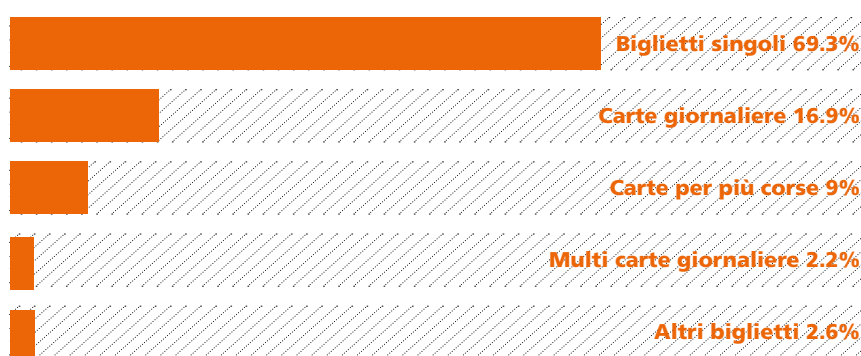 Biglietti singoli 69.3%
Carte giornaliere 16.9%
Carte per più corse 9%
Multi carte giornaliere 2.2%
Altri biglietti 2.6%